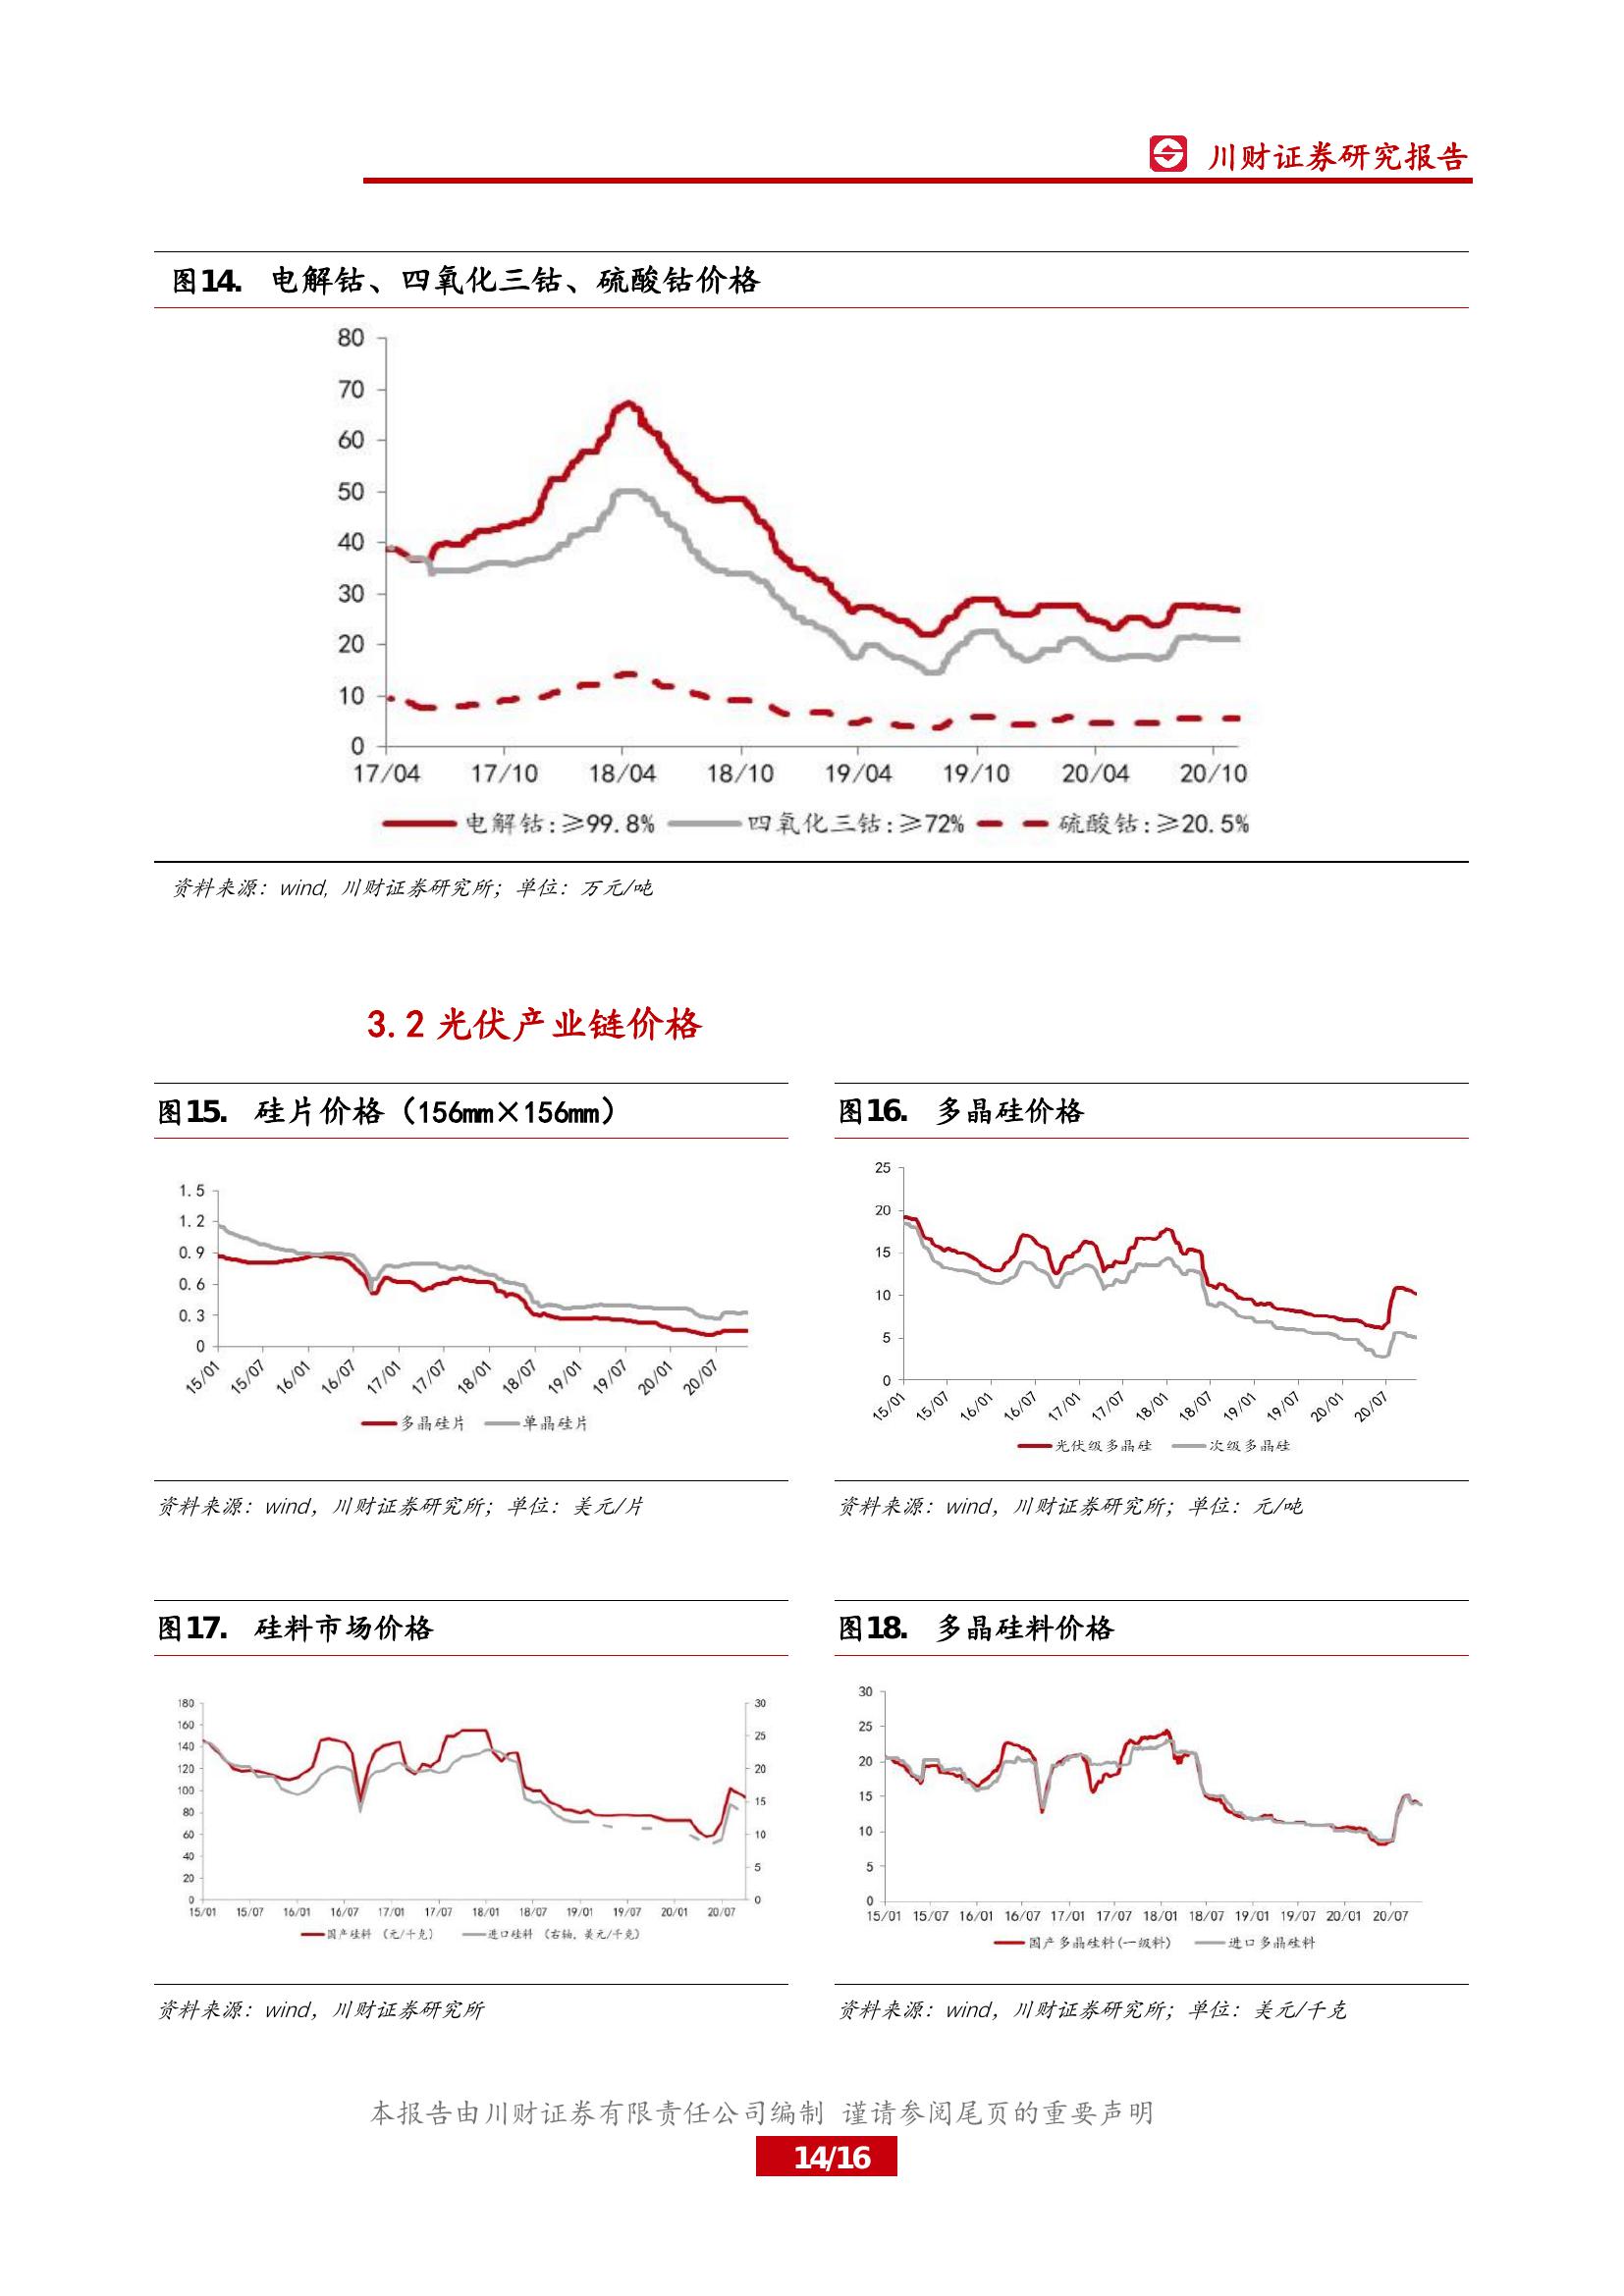 川财证券研究报告
图14. 电解钴、四氧化三钴、硫酸钴价格
80
70
60
50
40
30
20
10
0
17/04 17/10 18/04 18/10 19/04 19/10 20/04 20/10
电解钴:≥99.8% 四氧化三钴:≥72% 硫酸钴:≥20.5%
资料来源：wind, 川财证券研究所；单位：万元/吨
3.2 光伏产业链价格
图15. 硅片价格（156mm×156mm）
1.5
1.2
0.9
0.6
0.3
0
15/01 15/07 16/01 16/07 17/01 17/07 18/01 18/07 19/01 19/07 20/01 20/07
多晶硅片 单晶硅片
资料来源：wind，川财证券研究所；单位：美元/片
图16. 多晶硅价格
25
20
15
10
5
0
15/01 15/07 16/01 16/07 17/01 17/07 18/01 18/07 19/01 19/07 20/01 20/07
光伏级多晶硅 次级多晶硅
资料来源：wind，川财证券研究所；单位：元/吨
图17. 硅料市场价格
180 30
160
140 25
120 20
100
80 15
60 10
40
20 5
0 0
15/01 15/07 16/01 16/07 17/01 17/07 18/01 18/07 19/01 19/07 20/01 20/07
国产硅料 (元/千克) 进口硅料 (右轴, 美元/千克)
资料来源：wind，川财证券研究所
图18. 多晶硅料价格
30
25
20
15
10
5
0
15/01 15/07 16/01 16/07 17/01 17/07 18/01 18/07 19/01 19/07 20/01 20/07
国产多晶硅料(一级料) 进口多晶硅料
资料来源：wind，川财证券研究所；单位：美元/千克
本报告由川财证券有限责任公司编制 谨请参阅尾页的重要声明
14/16